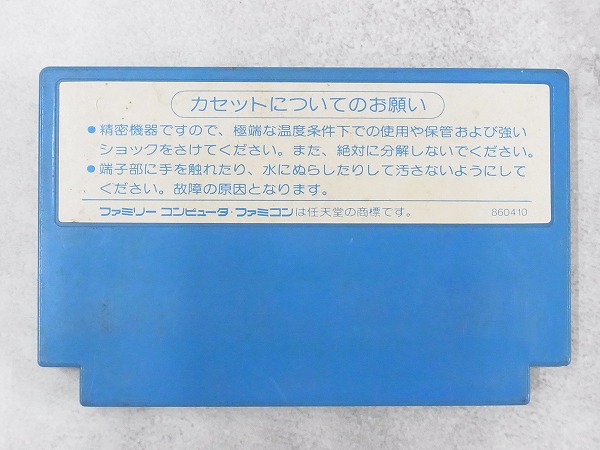 カセットについてのお願い
●精密機器ですので、極端な温度条件下での使用や保管および強い
ショックをさけてください。また、絶対に分解しないでください。
●端子部に手を触れたり、水にぬらしたりして汚さないようにして
ください。故障の原因となります。
ファミリー コンピュータ・ファミコンは任天堂の商標です。 860410